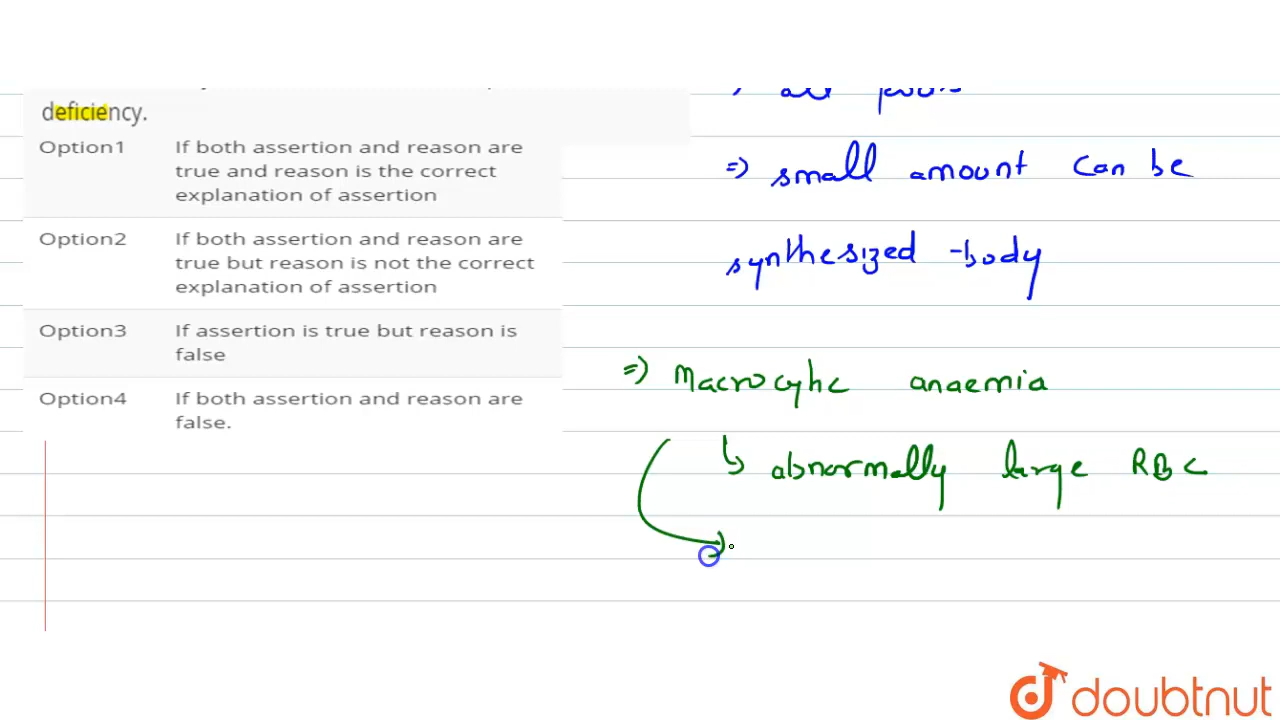 deficiency.
Option1 If both assertion and reason are
true and reason is the correct
explanation of assertion
Option2 If both assertion and reason are
true but reason is not the correct
explanation of assertion
Option3 If assertion is true but reason is
false
Option4 If both assertion and reason are
false.
=) small amount can be
synthesized -body
=) Macrocytic anaemia
abnormally large RBC
doubtnut